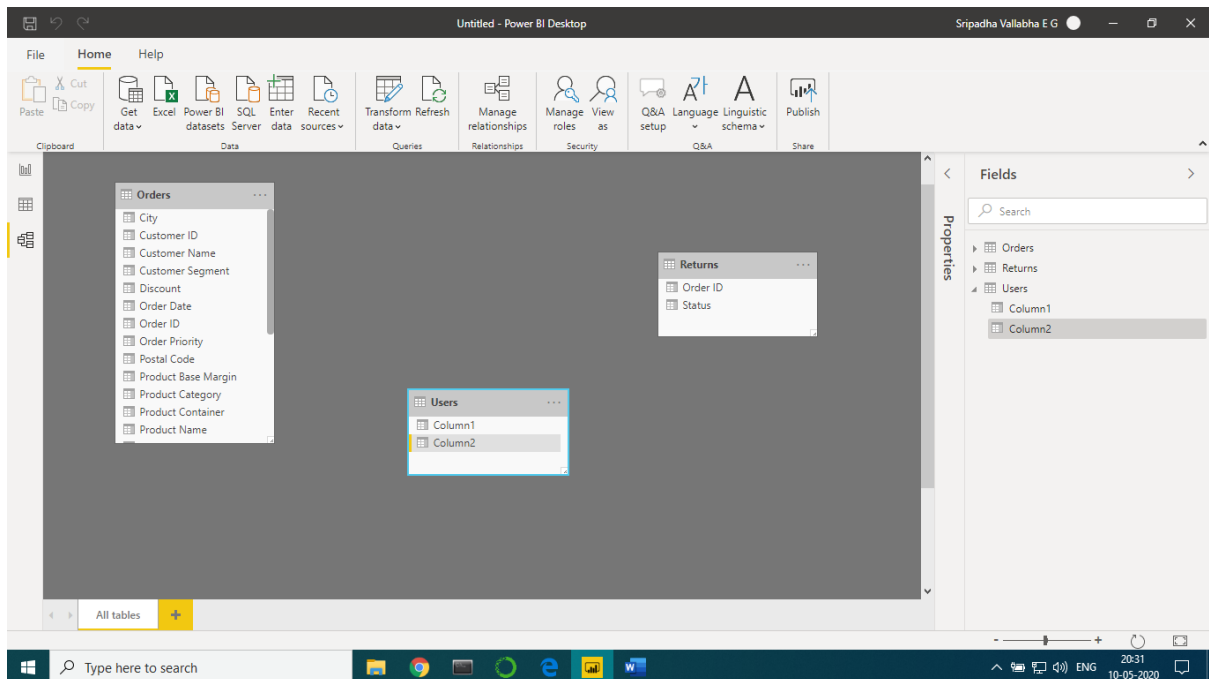 Untitled - Power BI Desktop
Sripadha Vallabha E G
File Home Help
Paste
Cut
Copy
Clipboard
Get data
Excel
Power BI datasets
SQL Server
Enter data
Recent sources
Data
Transform data
Refresh
Queries
Manage relationships
Relationships
Manage roles
View as
Security
Q&A setup
Language
Linguistic schema
Q&A
Publish
Share
Orders
City
Customer ID
Customer Name
Customer Segment
Discount
Order Date
Order ID
Order Priority
Postal Code
Product Base Margin
Product Category
Product Container
Product Name
Users
Column1
Column2
Returns
Order ID
Status
Properties
Fields
Search
Orders
Returns
Users
Column1
Column2
All tables
Type here to search
ENG
20:31
10-05-2020